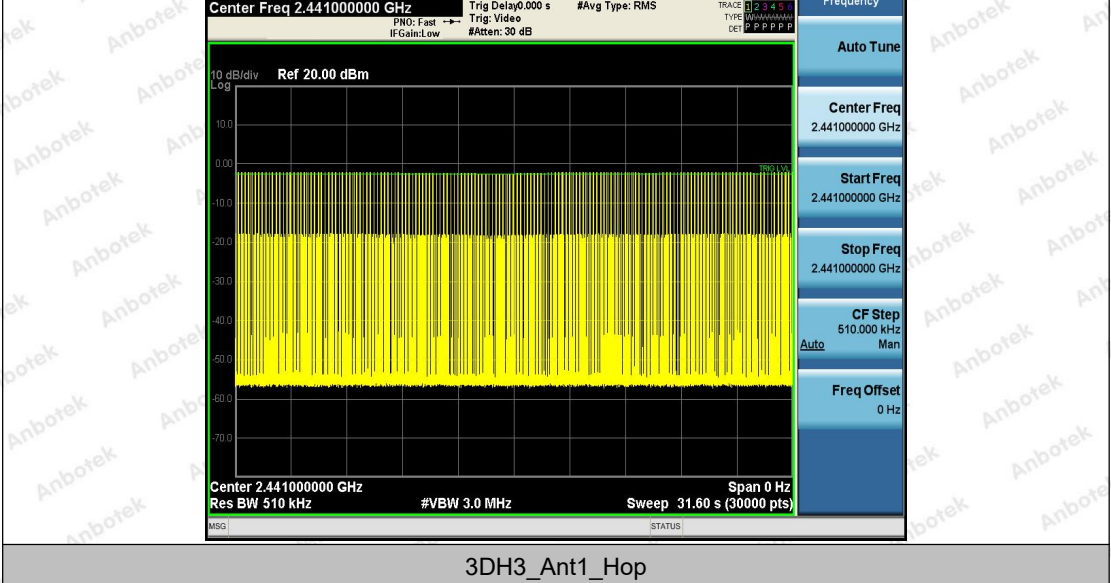 Center Freq 2.441000000 GHz
Trig Delay0.000 s
#Avg Type: RMS
TRACE 1 2 3 4 5 6
PNO: Fast
Trig: Video
TYPE WWWWWW
IFGain:Low
#Atten: 30 dB
DET P P P P P P
Frequency
Auto Tune
10 dB/div
Ref 20.00 dBm
Log
10.0
0.00
TRIG LVL
-10.0
-20.0
-30.0
-40.0
-50.0
-60.0
-70.0
Center Freq
2.441000000 GHz
Start Freq
2.441000000 GHz
Stop Freq
2.441000000 GHz
CF Step
510.000 kHz
Auto Man
Freq Offset
0 Hz
Center 2.441000000 GHz
Span 0 Hz
Res BW 510 kHz
#VBW 3.0 MHz
Sweep 31.60 s (30000 pts)
MSG
STATUS
3DH3_Ant1_Hop
Anbotek